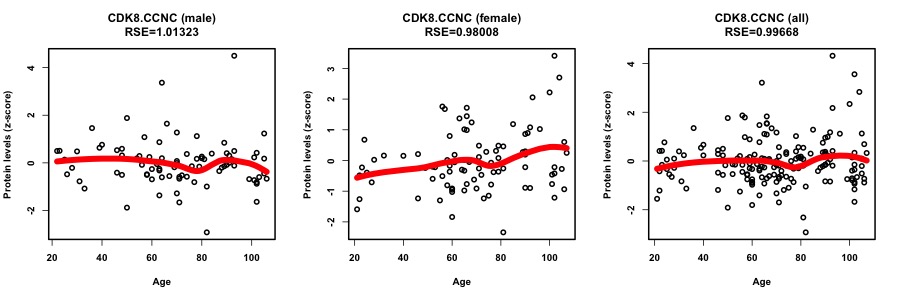 CDK8.CCNC (male)
RSE=1.01323
Protein levels (z-score)
4
2
0
-2
20 40 60 80 100
Age
CDK8.CCNC (female)
RSE=0.98008
Protein levels (z-score)
3
2
1
0
-1
-2
20 40 60 80 100
Age
CDK8.CCNC (all)
RSE=0.99668
Protein levels (z-score)
4
2
0
-2
20 40 60 80 100
Age